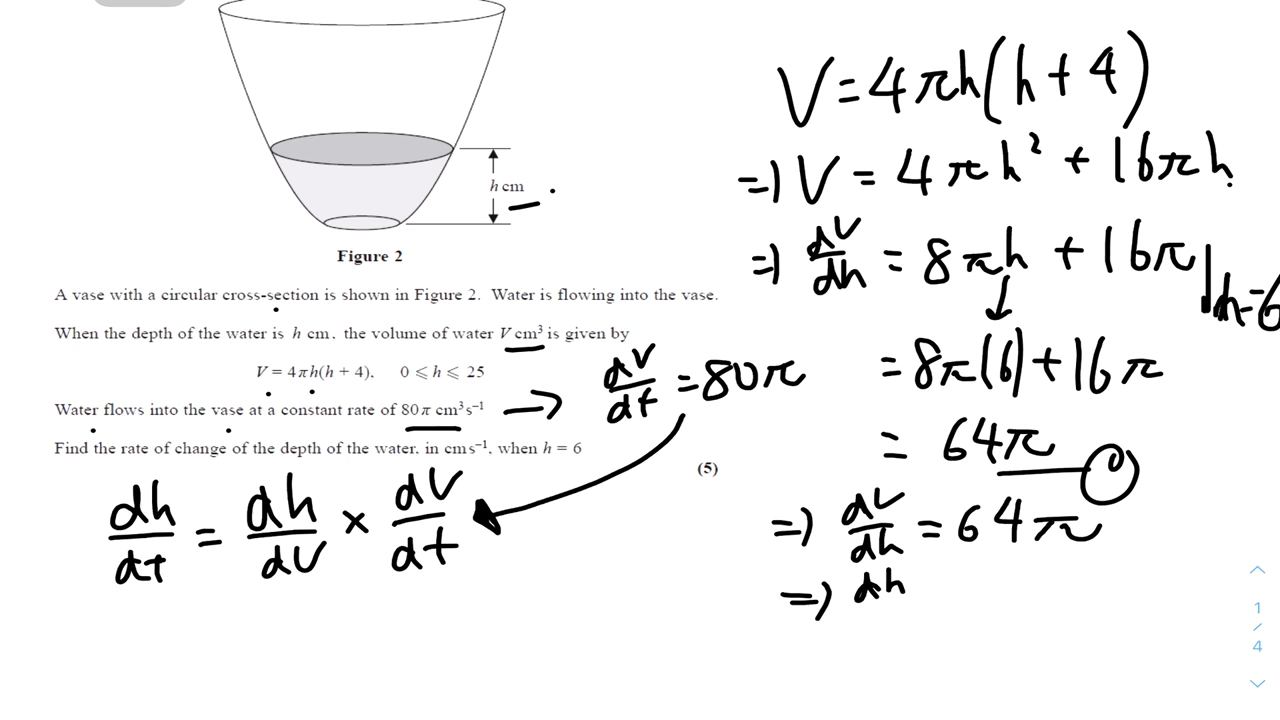 h cm
Figure 2
A vase with a circular cross-section is shown in Figure 2. Water is flowing into the vase.
When the depth of the water is h cm, the volume of water V cm³ is given by
V = 4πh(h + 4), 0 ⩽ h ⩽ 25
Water flows into the vase at a constant rate of 80π cm³s⁻¹
Find the rate of change of the depth of the water, in cm s⁻¹, when h = 6
(5)
dV/dt = 80π
dh/dt = dh/dV × dV/dt
V = 4πh(h + 4)
=) V = 4πh² + 16πh
=) dV/dh = 8πh + 16π |h=6
= 8π(6) + 16π
= 64π
=) dV/dh = 64π
=) dh
1
/
4